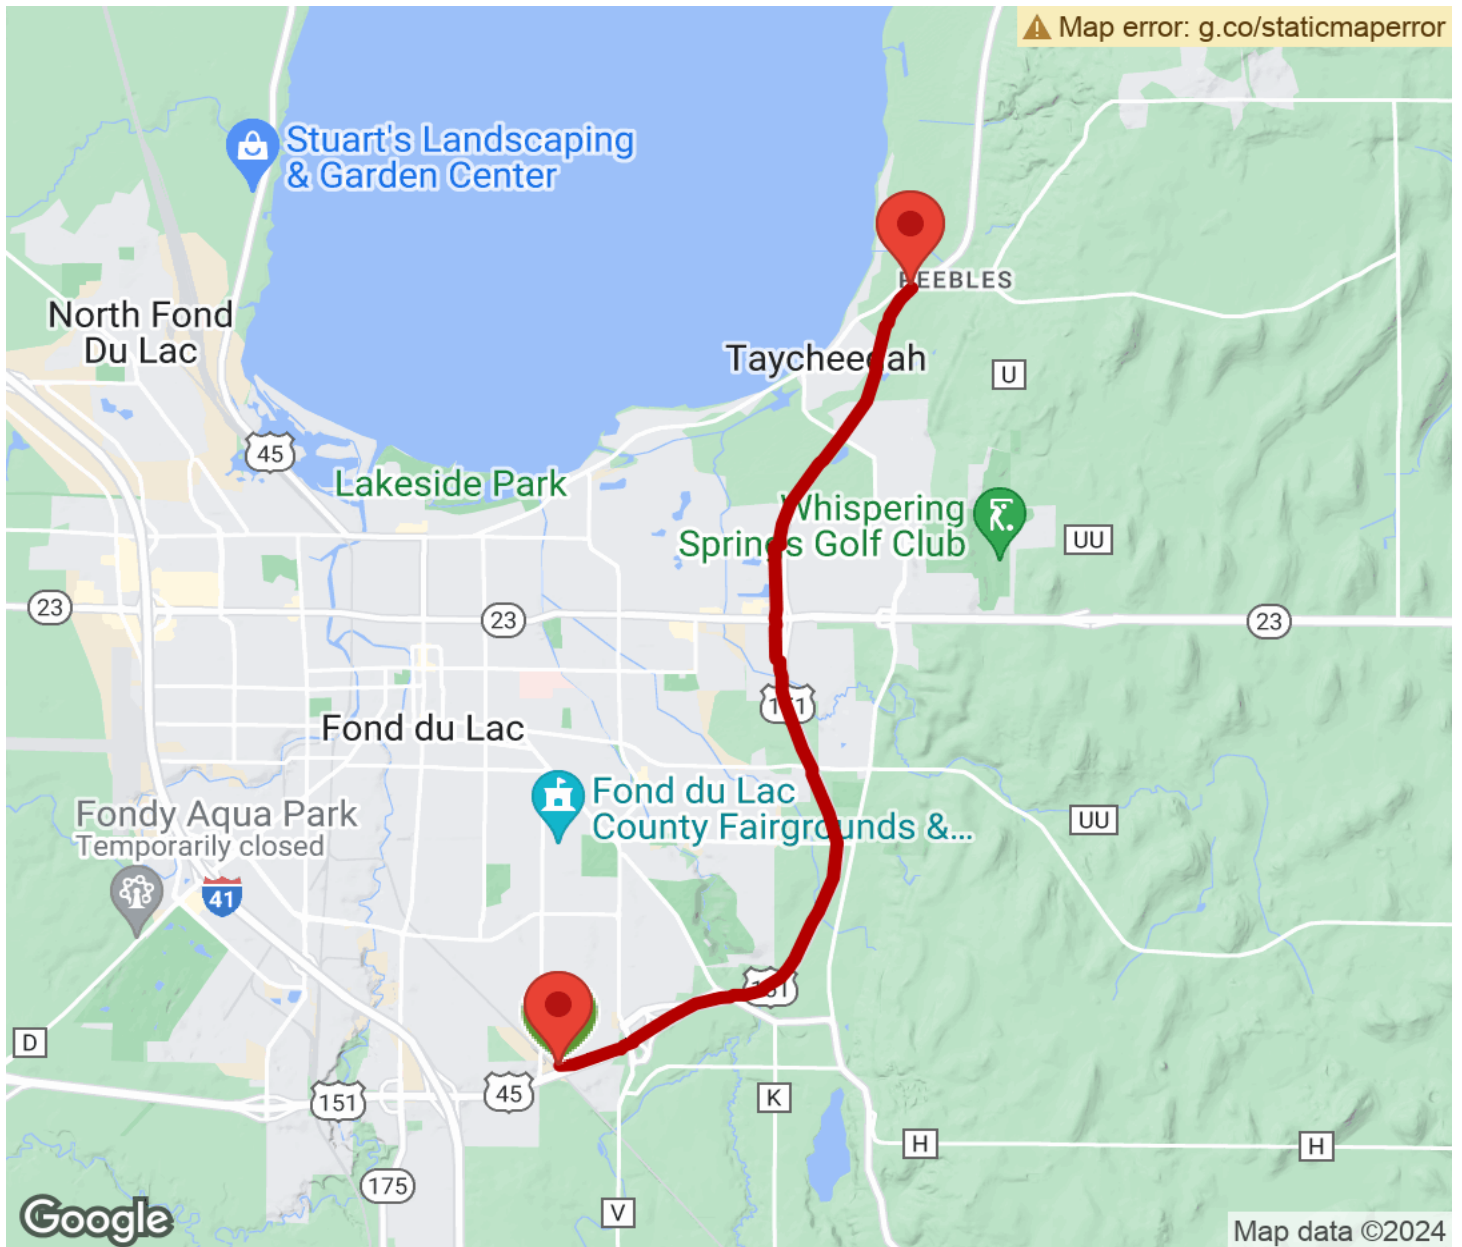 Map error: g.co/staticmaperror
Stuart's Landscaping
& Garden Center
North Fond
Du Lac
Taycheedah
U
45
Lakeside Park
Whispering
Springs Golf Club
UU
23
23
23
151
Fond du Lac
Fond du Lac
County Fairgrounds &...
UU
Fondy Aqua Park
Temporarily closed
41
151
D
45
151
K
H
H
175
V
Google
Map data ©2024